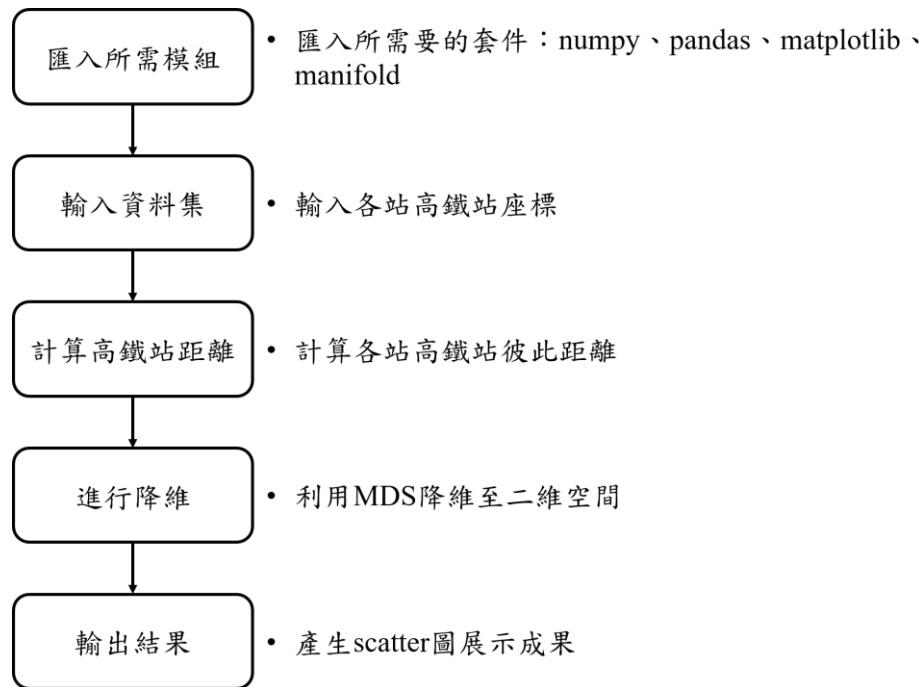 匯入所需模組
• 匯入所需要的套件：numpy、pandas、matplotlib、
manifold
輸入資料集
• 輸入各站高鐵站座標
計算高鐵站距離
• 計算各站高鐵站彼此距離
進行降維
• 利用MDS降維至二維空間
輸出結果
• 產生scatter圖展示成果